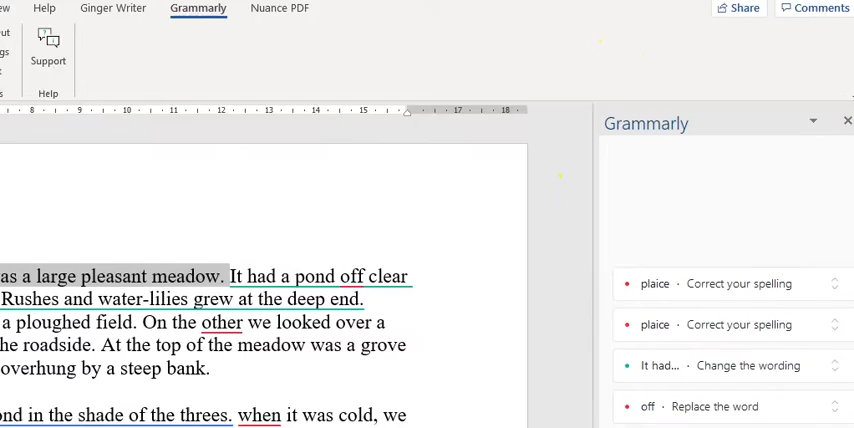 Help Ginger Writer Grammarly Nuance PDF Share Comments
Support
Help
8 9 10 11 12 13 14 15 17 18
Grammarly
as a large pleasant meadow. It had a pond off clear
Rushes and water-lilies grew at the deep end.
a ploughed field. On the other we looked over a
he roadside. At the top of the meadow was a grove
overhung by a steep bank.
ond in the shade of the threes. when it was cold, we
plaice · Correct your spelling
plaice · Correct your spelling
It had... · Change the wording
off · Replace the word